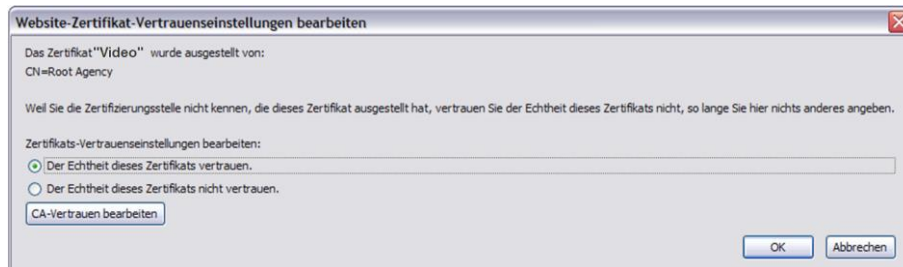 Website-Zertifikat-Vertrauenseinstellungen bearbeiten
Das Zertifikat "Video" wurde ausgestellt von:
CN=Root Agency
Weil Sie die Zertifizierungsstelle nicht kennen, die dieses Zertifikat ausgestellt hat, vertrauen Sie der Echtheit dieses Zertifikats nicht, so lange Sie hier nichts anderes angeben.
Zertifikats-Vertrauenseinstellungen bearbeiten:
Der Echtheit dieses Zertifikats vertrauen.
Der Echtheit dieses Zertifikats nicht vertrauen.
CA-Vertrauen bearbeiten
OK Abbrechen